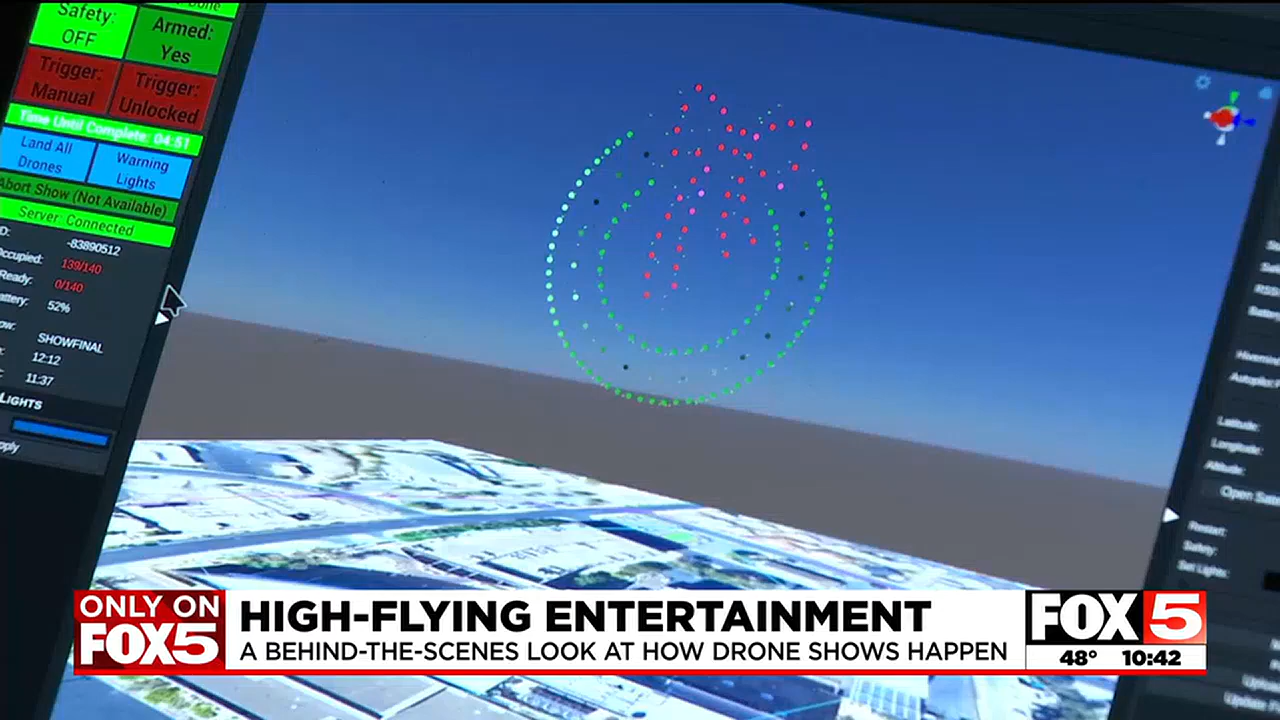 Done
Safety:
OFF
Armed:
Yes
Trigger:
Manual
Trigger:
Unlocked
Time Until Complete: 04:51
Land All
Drones
Warning
Lights
Abort Show (Not Available)
Server: Connected
-83890512
139/140
Ready:
0/140
52%
SHOWFINAL
12:12
11:37
LIGHTS
Latitude:
Longitude:
Altitude:
Restart:
Safety:
Set Lights:
ONLY ON
FOX5
HIGH-FLYING ENTERTAINMENT
A BEHIND-THE-SCENES LOOK AT HOW DRONE SHOWS HAPPEN
FOX 5
48° 10:42